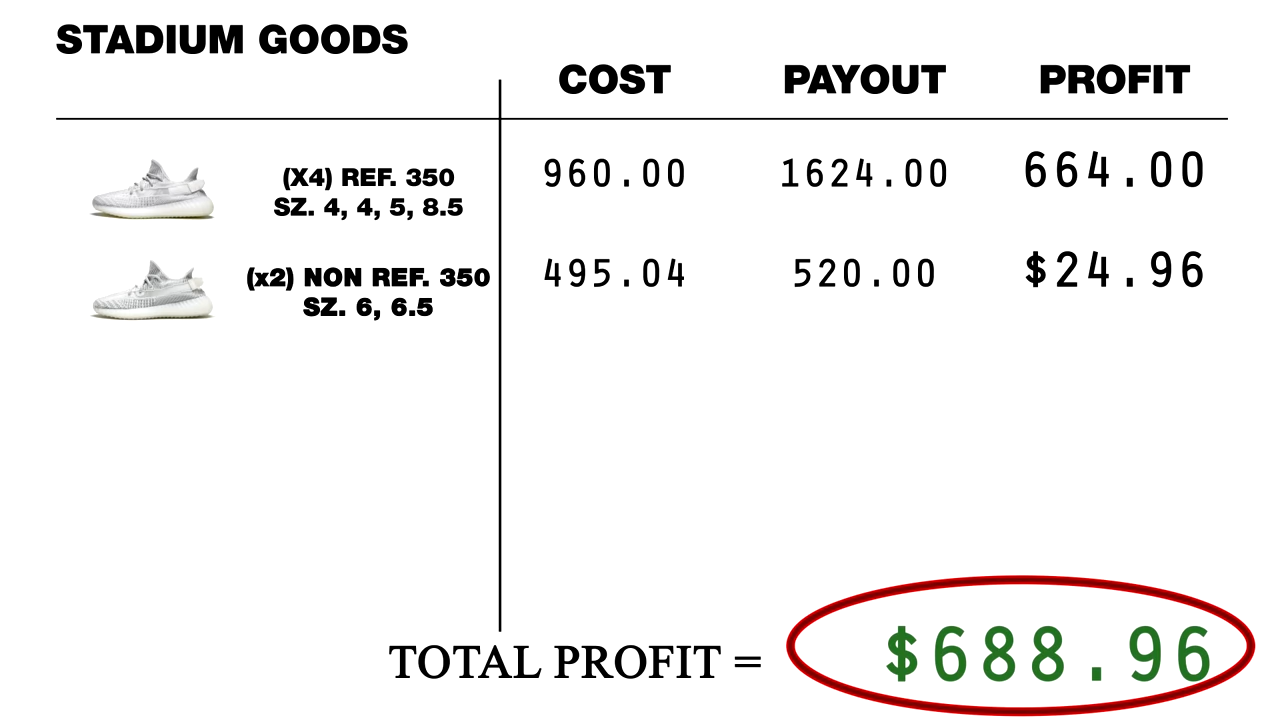 STADIUM GOODS
COST PAYOUT PROFIT
(X4) REF. 350
SZ. 4, 4, 5, 8.5
960.00 1624.00 664.00
(x2) NON REF. 350
SZ. 6, 6.5
495.04 520.00 $24.96
TOTAL PROFIT = $688.96